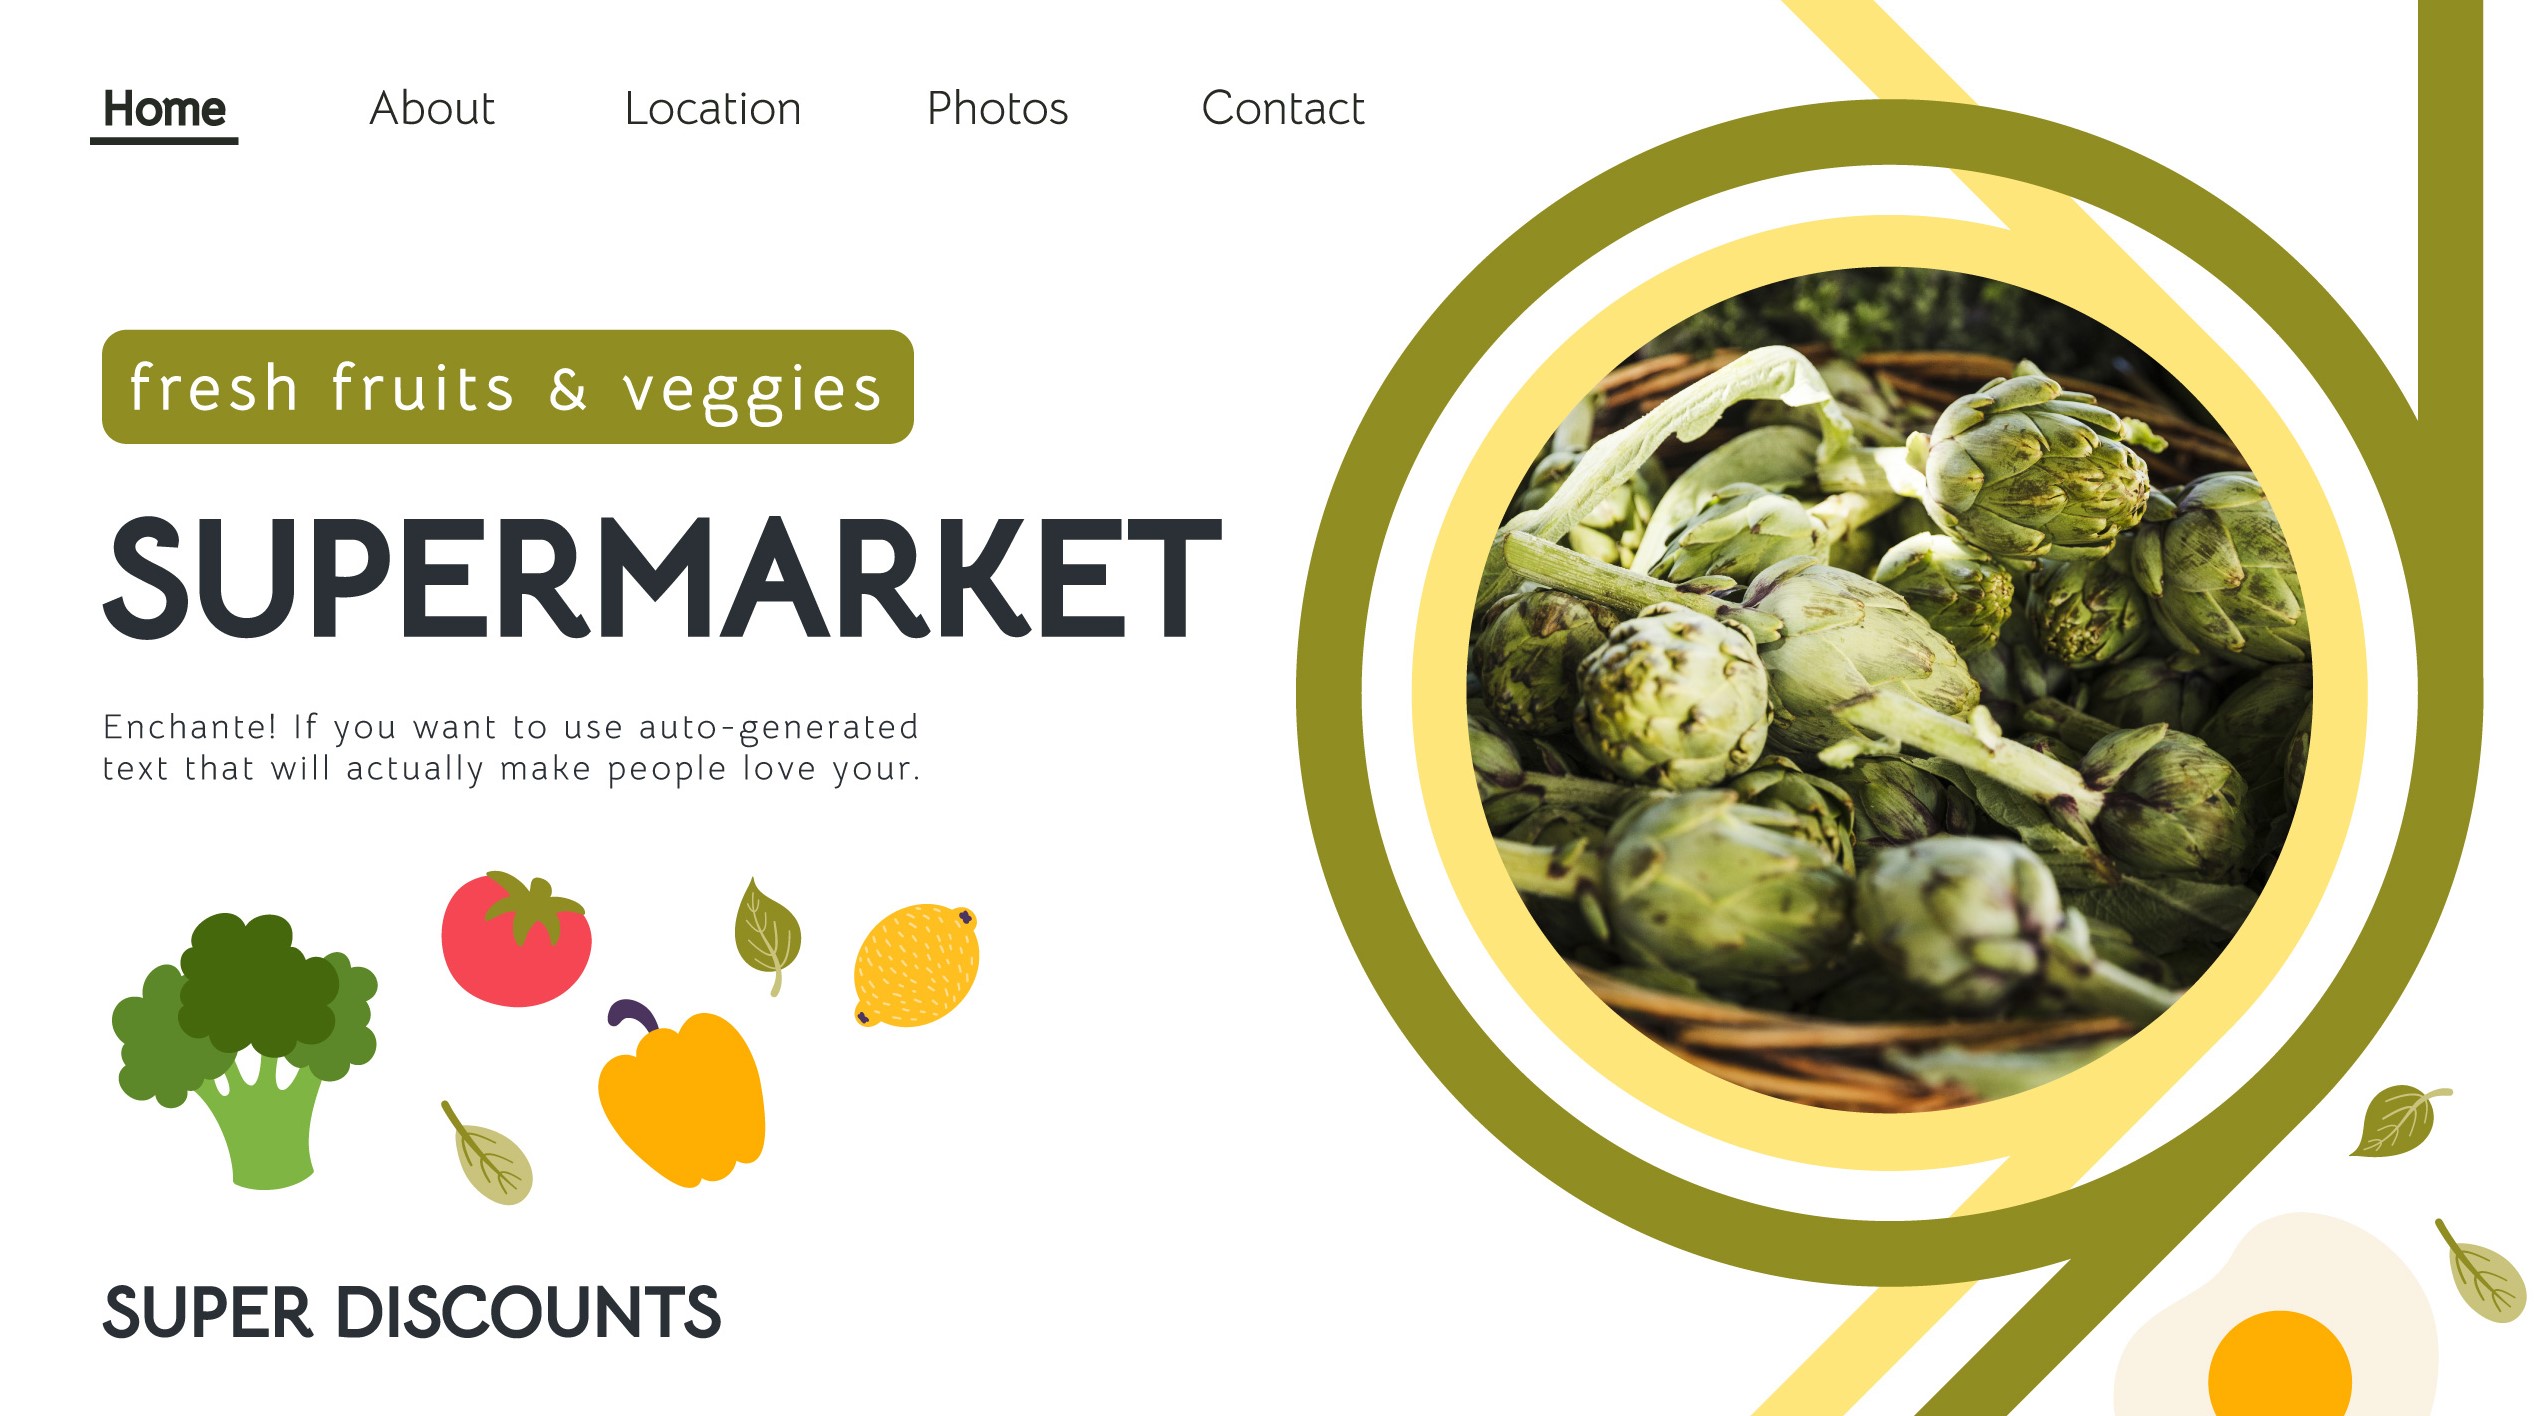 Home About Location Photos Contact
fresh fruits & veggies
SUPERMARKET
Enchante! If you want to use auto-generated
text that will actually make people love your.
SUPER DISCOUNTS